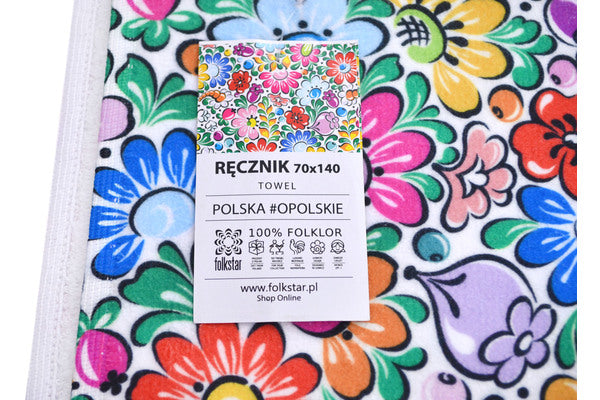 RĘCZNIK 70x140
TOWEL
POLSKA #OPOLSKIE
100% FOLKLOR
folkstar
www.folkstar.pl
Shop Online